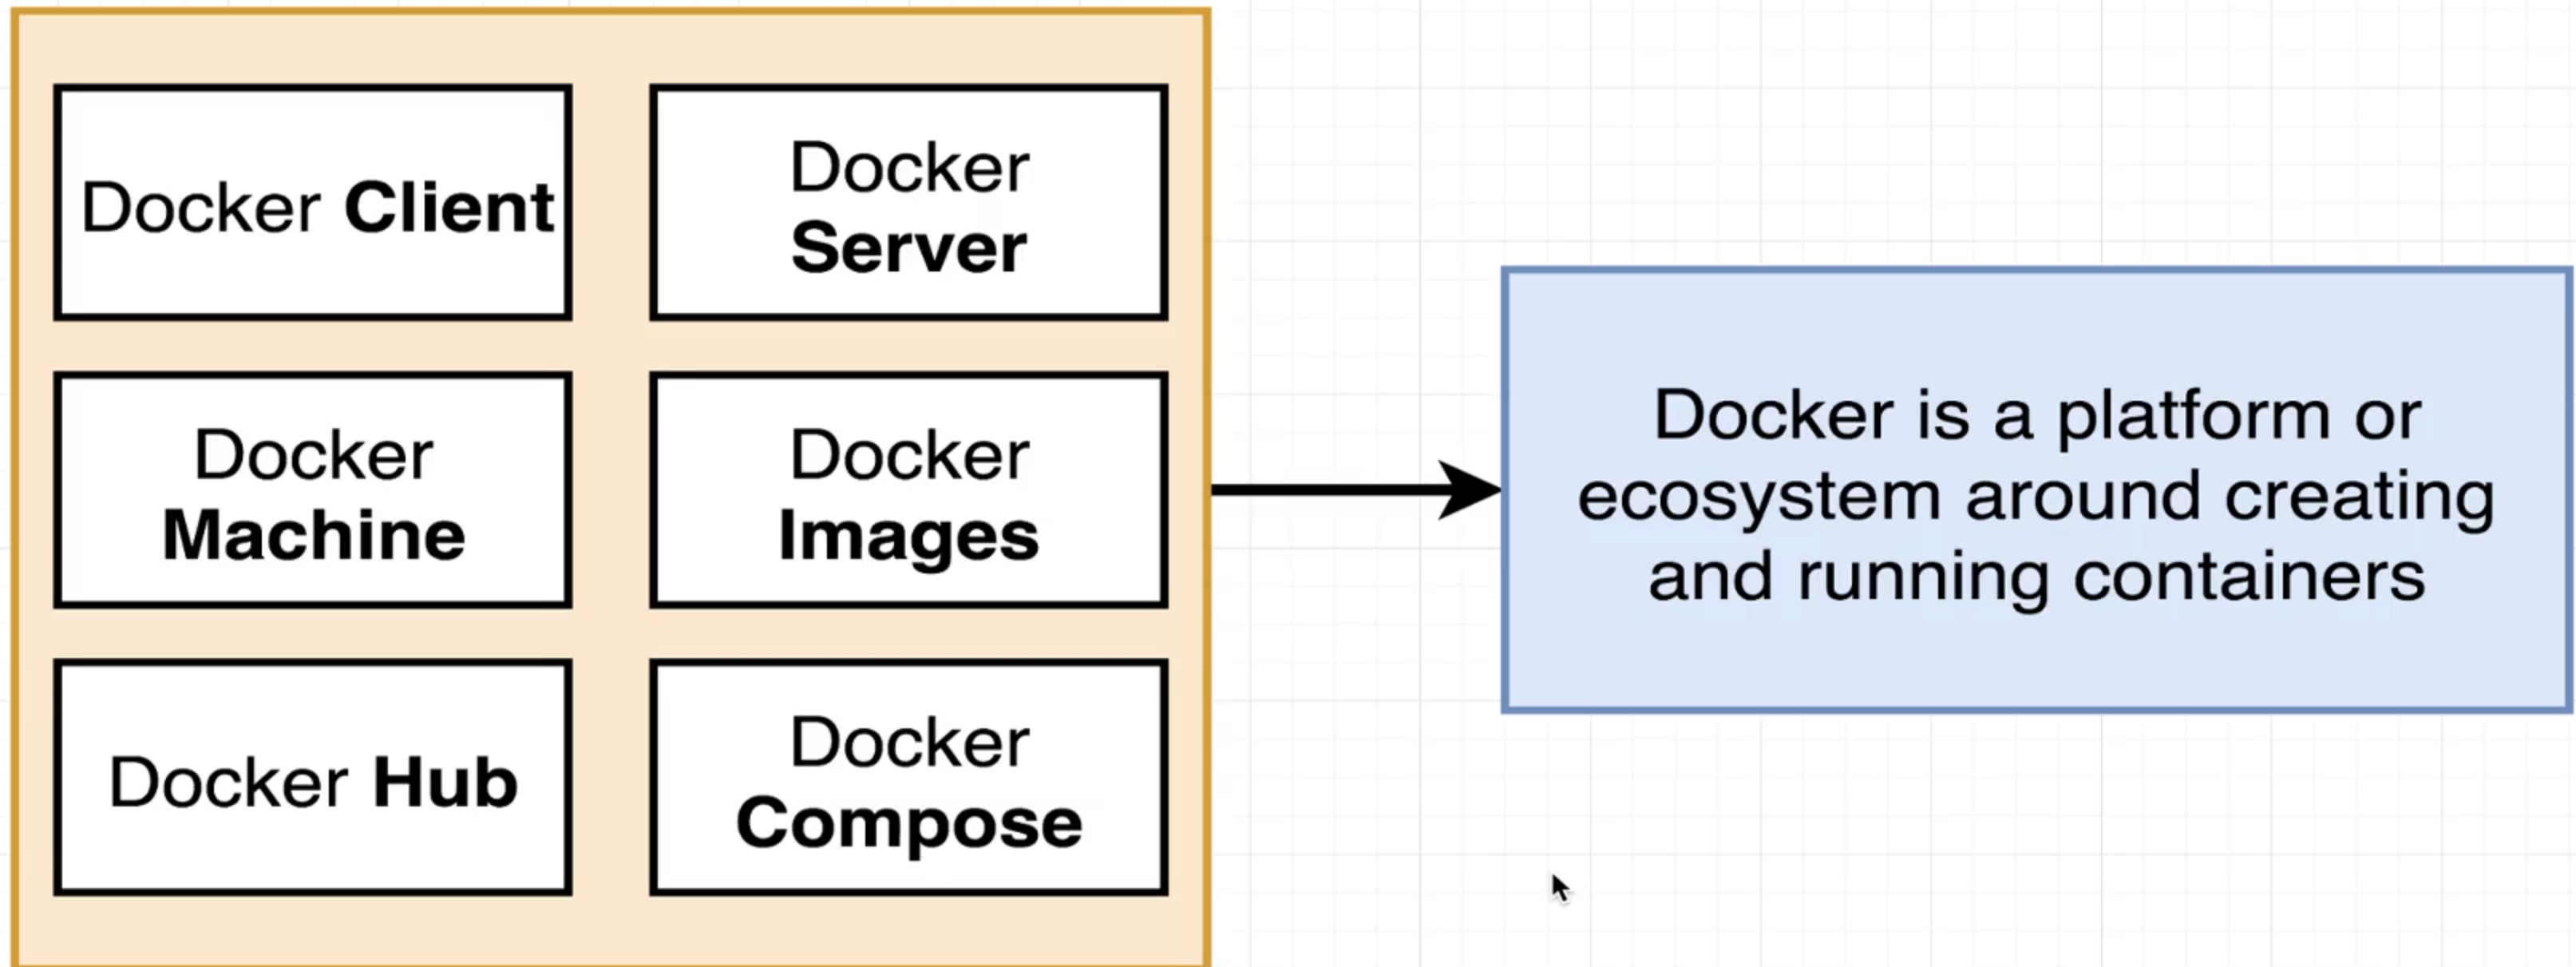 Docker Client
Docker
Server
Docker
Machine
Docker
Images
Docker Hub
Docker
Compose
Docker is a platform or
ecosystem around creating
and running containers